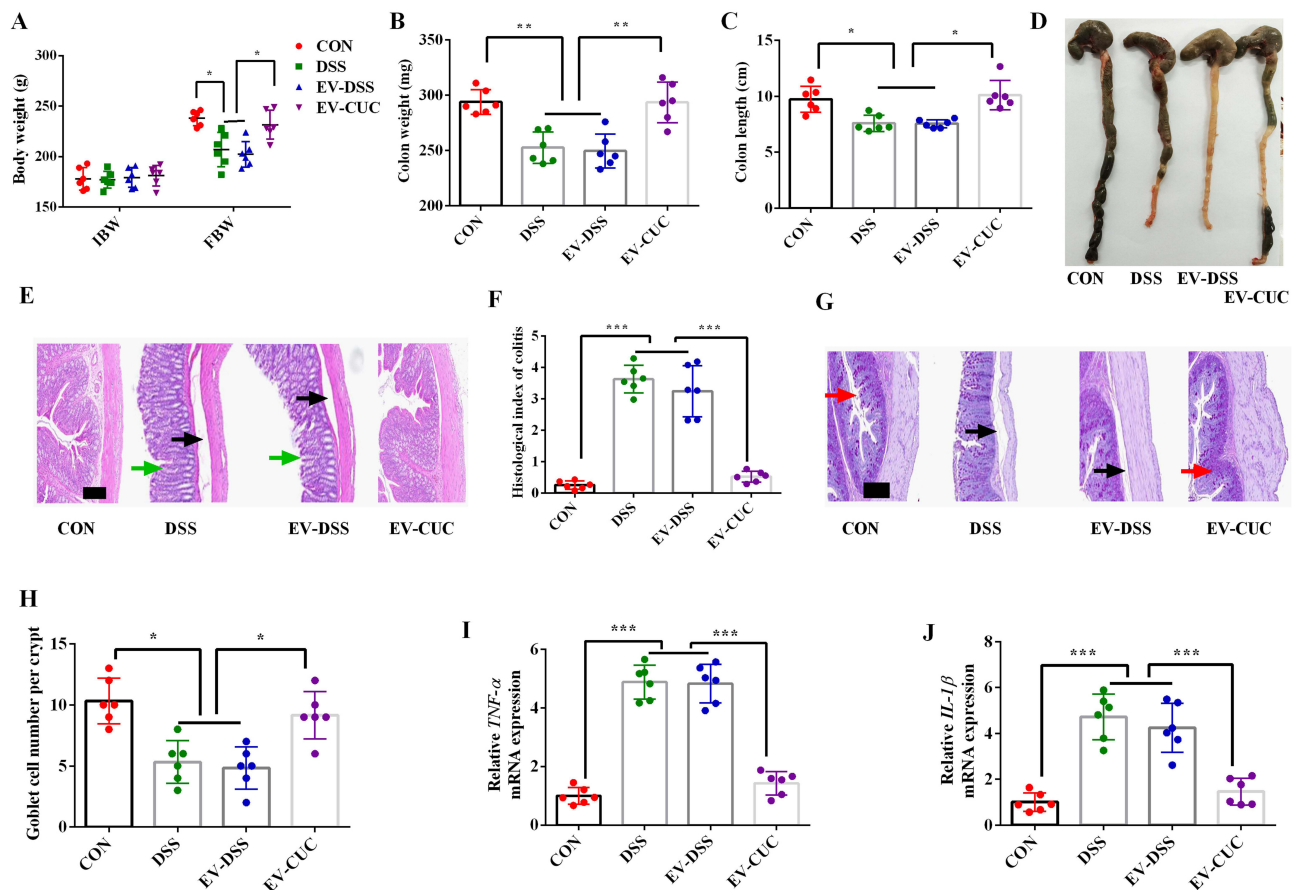 A
Body weight (g)
300
250
200
150
IBW
FBW
*
*
CON
DSS
EV-DSS
EV-CUC
B
Colon weight (mg)
350
300
250
200
**
**
CON
DSS
EV-DSS
EV-CUC
C
Colon length (cm)
15
10
5
0
*
*
CON
DSS
EV-DSS
EV-CUC
D
CON
DSS
EV-DSS
EV-CUC
E
CON
DSS
EV-DSS
EV-CUC
F
Histological index of colitis
5
4
3
2
1
0
***
***
CON
DSS
EV-DSS
EV-CUC
G
CON
DSS
EV-DSS
EV-CUC
H
Goblet cell number per crypt
15
10
5
0
*
*
CON
DSS
EV-DSS
EV-CUC
I
Relative TNF-α
mRNA expression
6
4
2
0
***
***
CON
DSS
EV-DSS
EV-CUC
J
Relative IL-1β
mRNA expression
8
6
4
2
0
***
***
CON
DSS
EV-DSS
EV-CUC